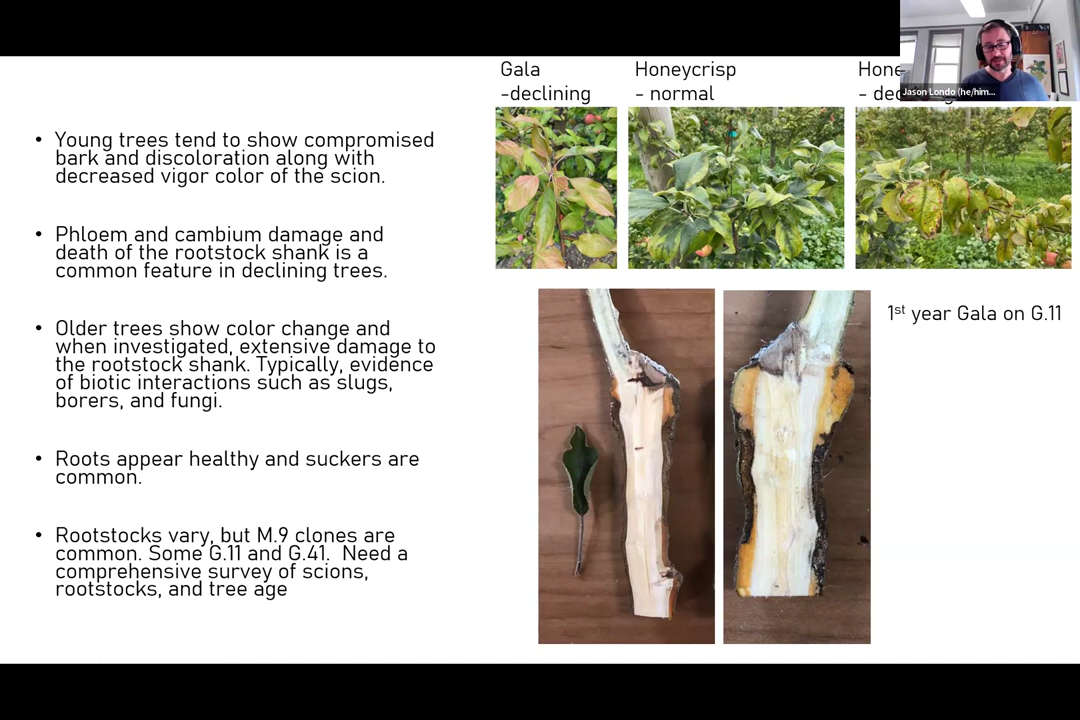 • Young trees tend to show compromised
bark and discoloration along with
decreased vigor color of the scion.
• Phloem and cambium damage and
death of the rootstock shank is a
common feature in declining trees.
• Older trees show color change and
when investigated, extensive damage to
the rootstock shank. Typically, evidence
of biotic interactions such as slugs,
borers, and fungi.
• Roots appear healthy and suckers are
common.
• Rootstocks vary, but M.9 clones are
common. Some G.11 and G.41. Need a
comprehensive survey of scions,
rootstocks, and tree age
Gala
-declining
Honeycrisp
- normal
Jason Londo (he/him...
1st year Gala on G.11